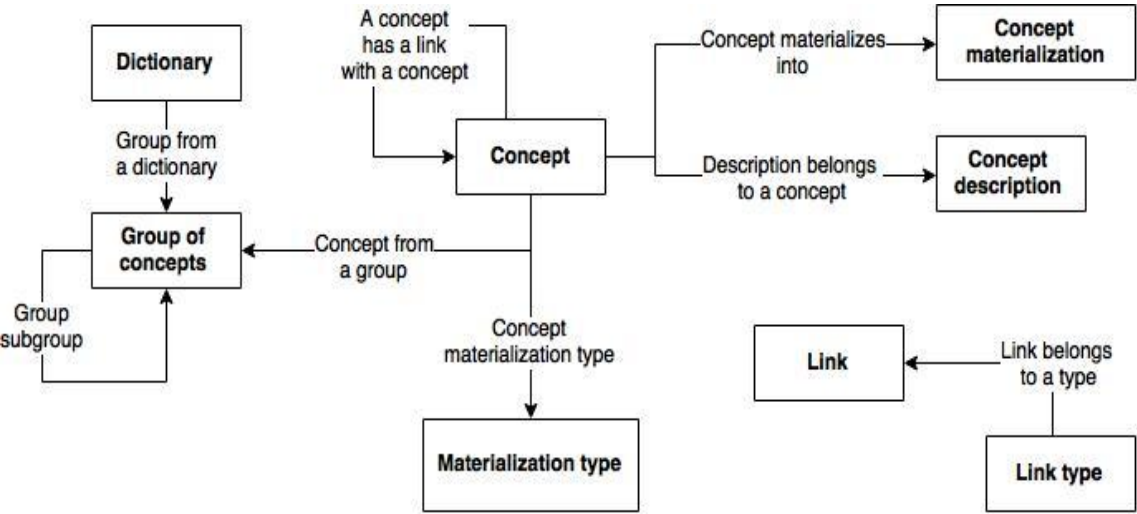 Dictionary
Group from
a dictionary
Group of
concepts
Group
subgroup
A concept
has a link
with a concept
Concept
Concept from
a group
Concept
materialization type
Materialization type
Concept materializes
into
Concept
materialization
Description belongs
to a concept
Concept
description
Link
Link belongs
to a type
Link type